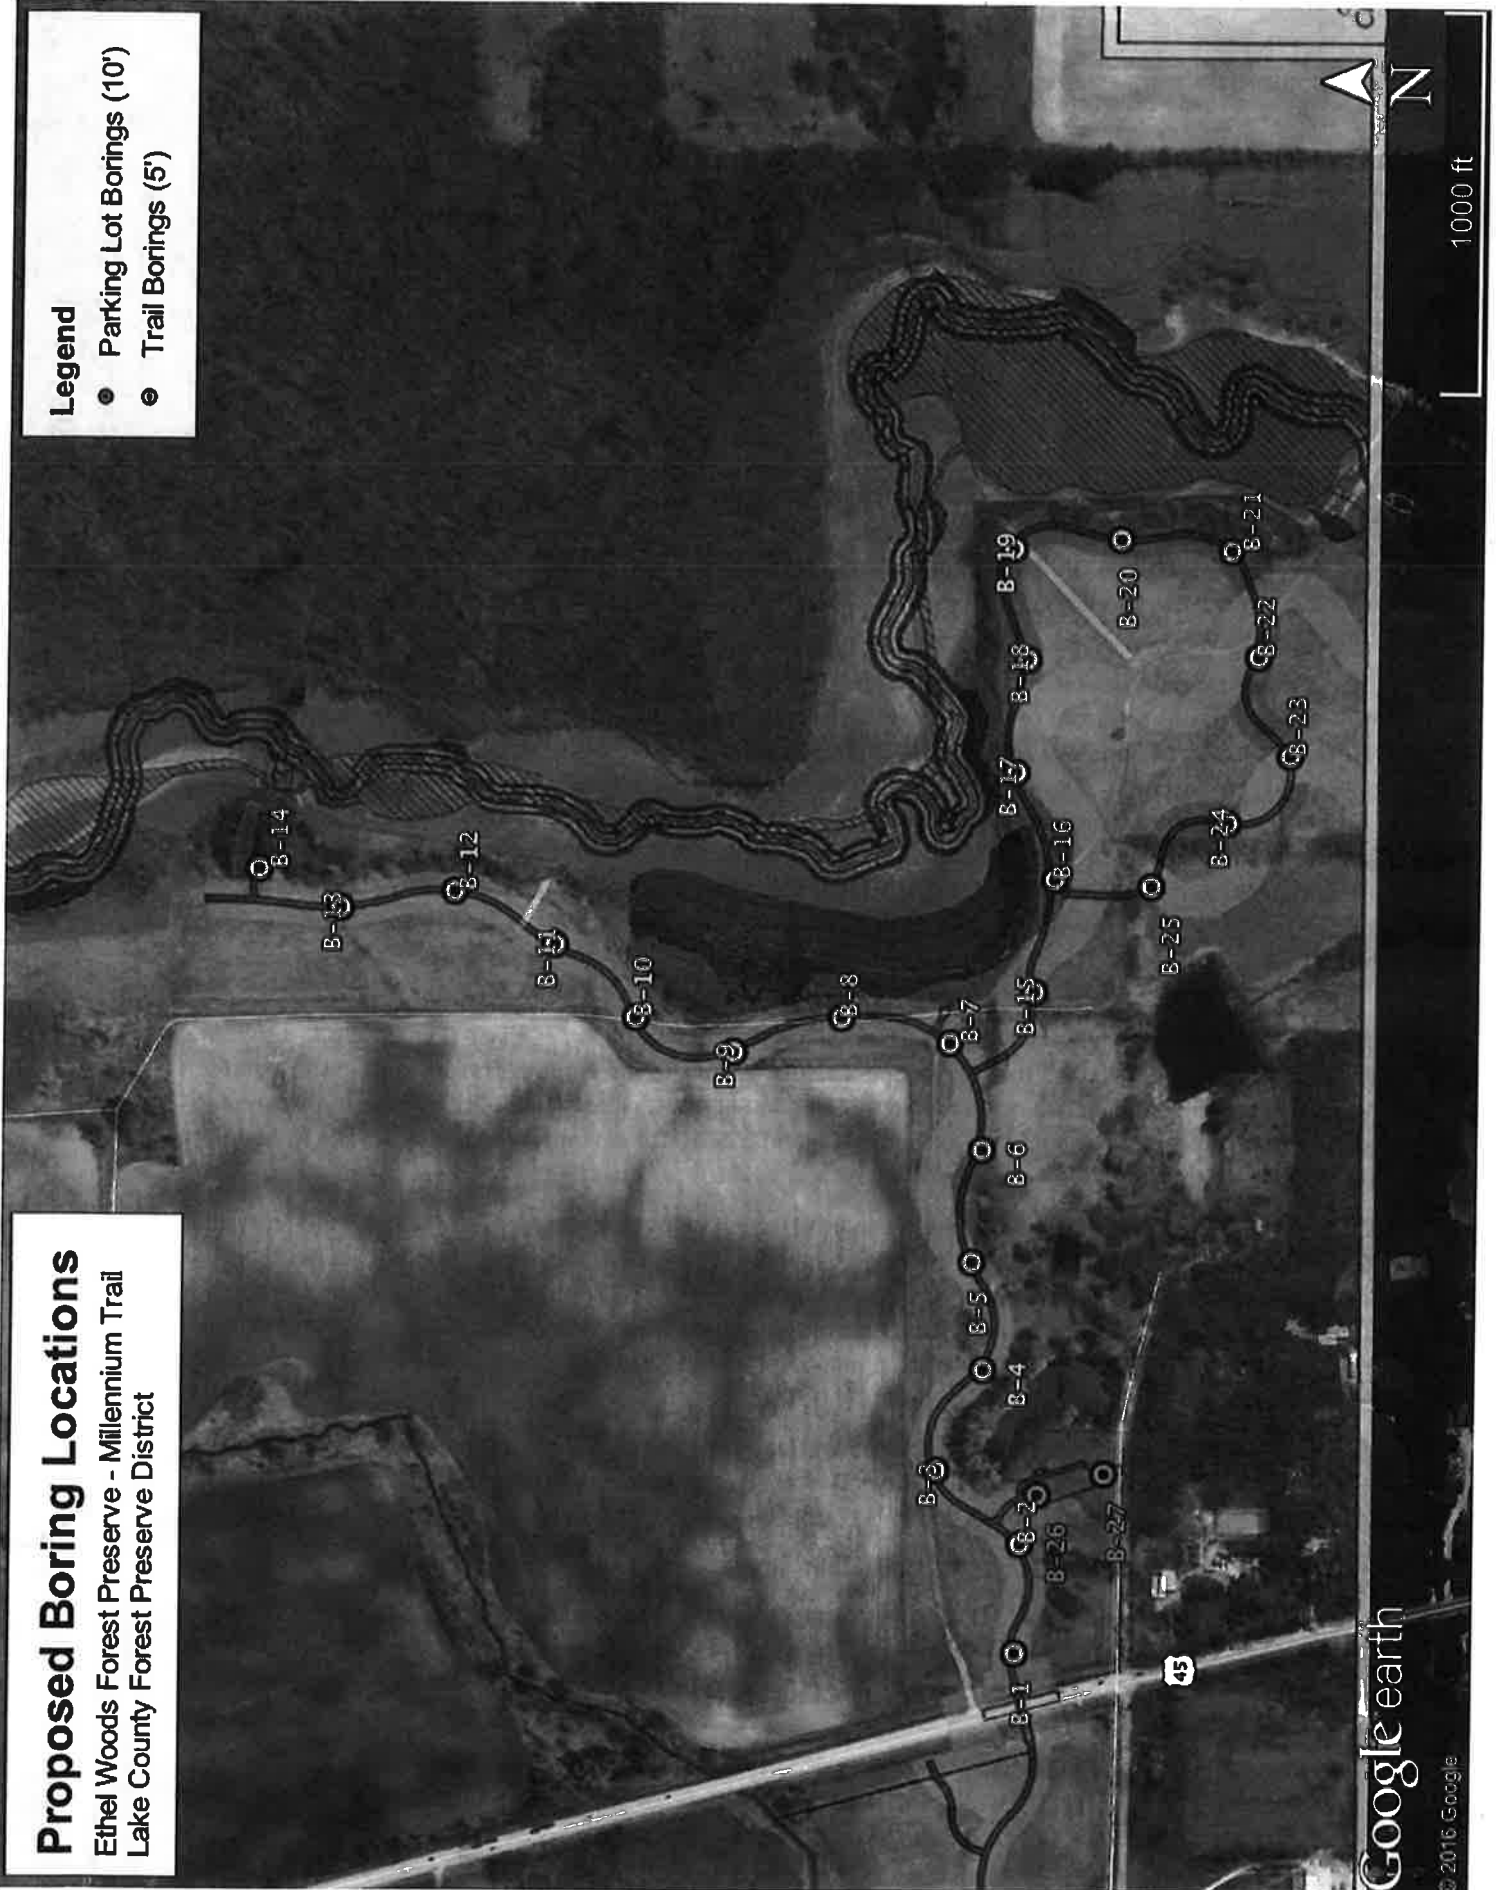 Proposed Boring Locations
Ethel Woods Forest Preserve - Millennium Trail
Lake County Forest Preserve District
Legend
Parking Lot Borings (10')
Trail Borings (5')
B-14
B-13
B-12
B-11
B-10
B-9
B-8
B-7
B-6
B-5
B-4
B-3
B-2
B-1
B-26
B-27
B-15
B-16
B-17
B-18
B-19
B-20
B-21
B-22
B-23
B-24
B-25
45
Google earth
© 2016 Google
N
1000 ft